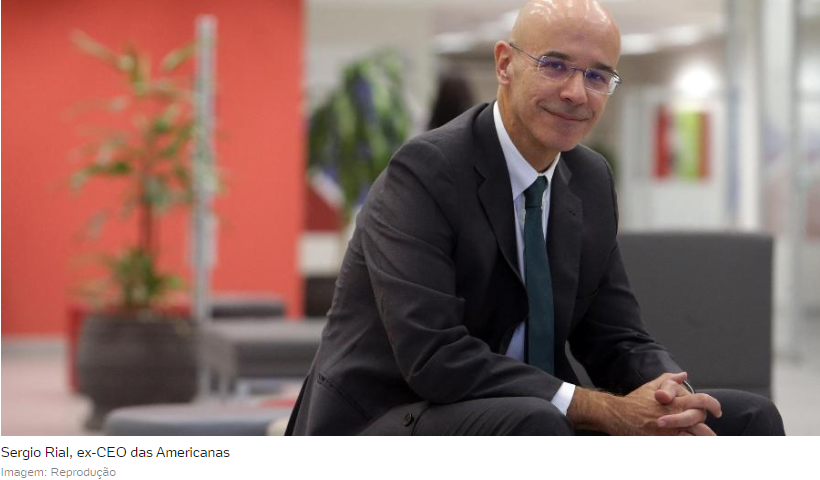 Sergio Rial, ex-CEO das Americanas
Imagem: Reprodução